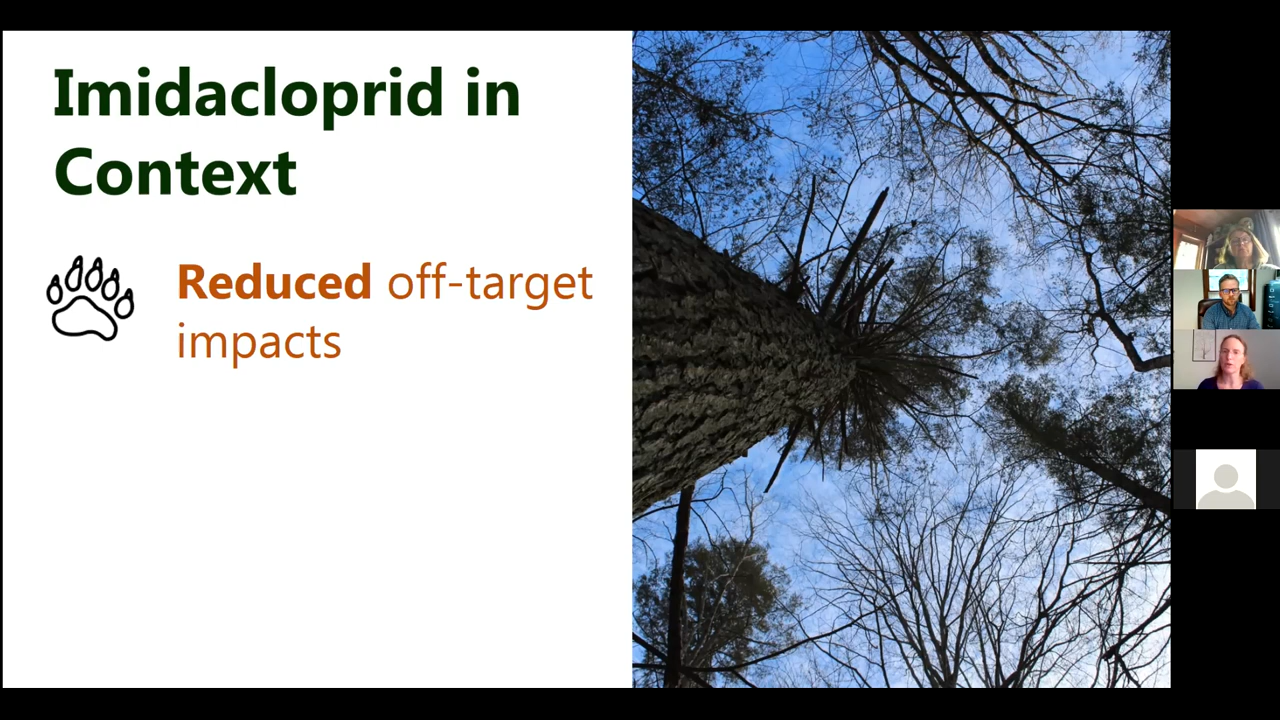 Imidacloprid in
Context
Reduced off-target
impacts